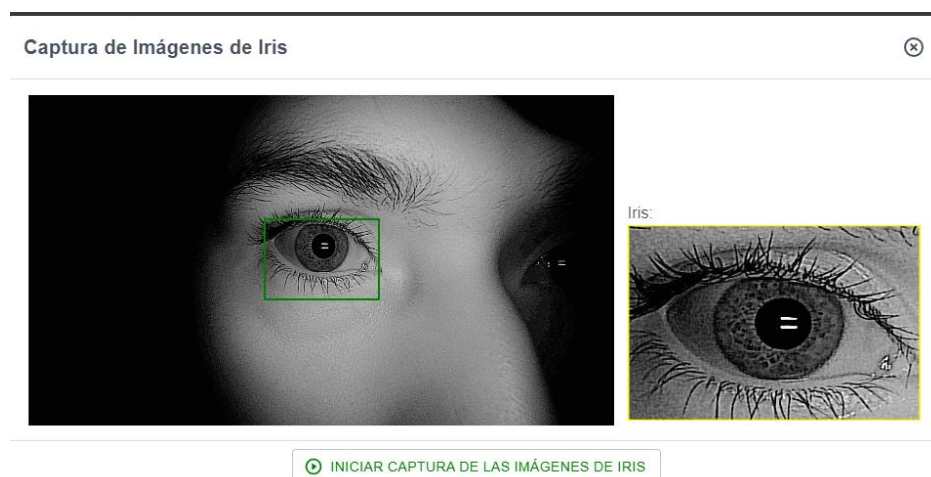 Captura de Imágenes de Iris
Iris:
INICIAR CAPTURA DE LAS IMÁGENES DE IRIS